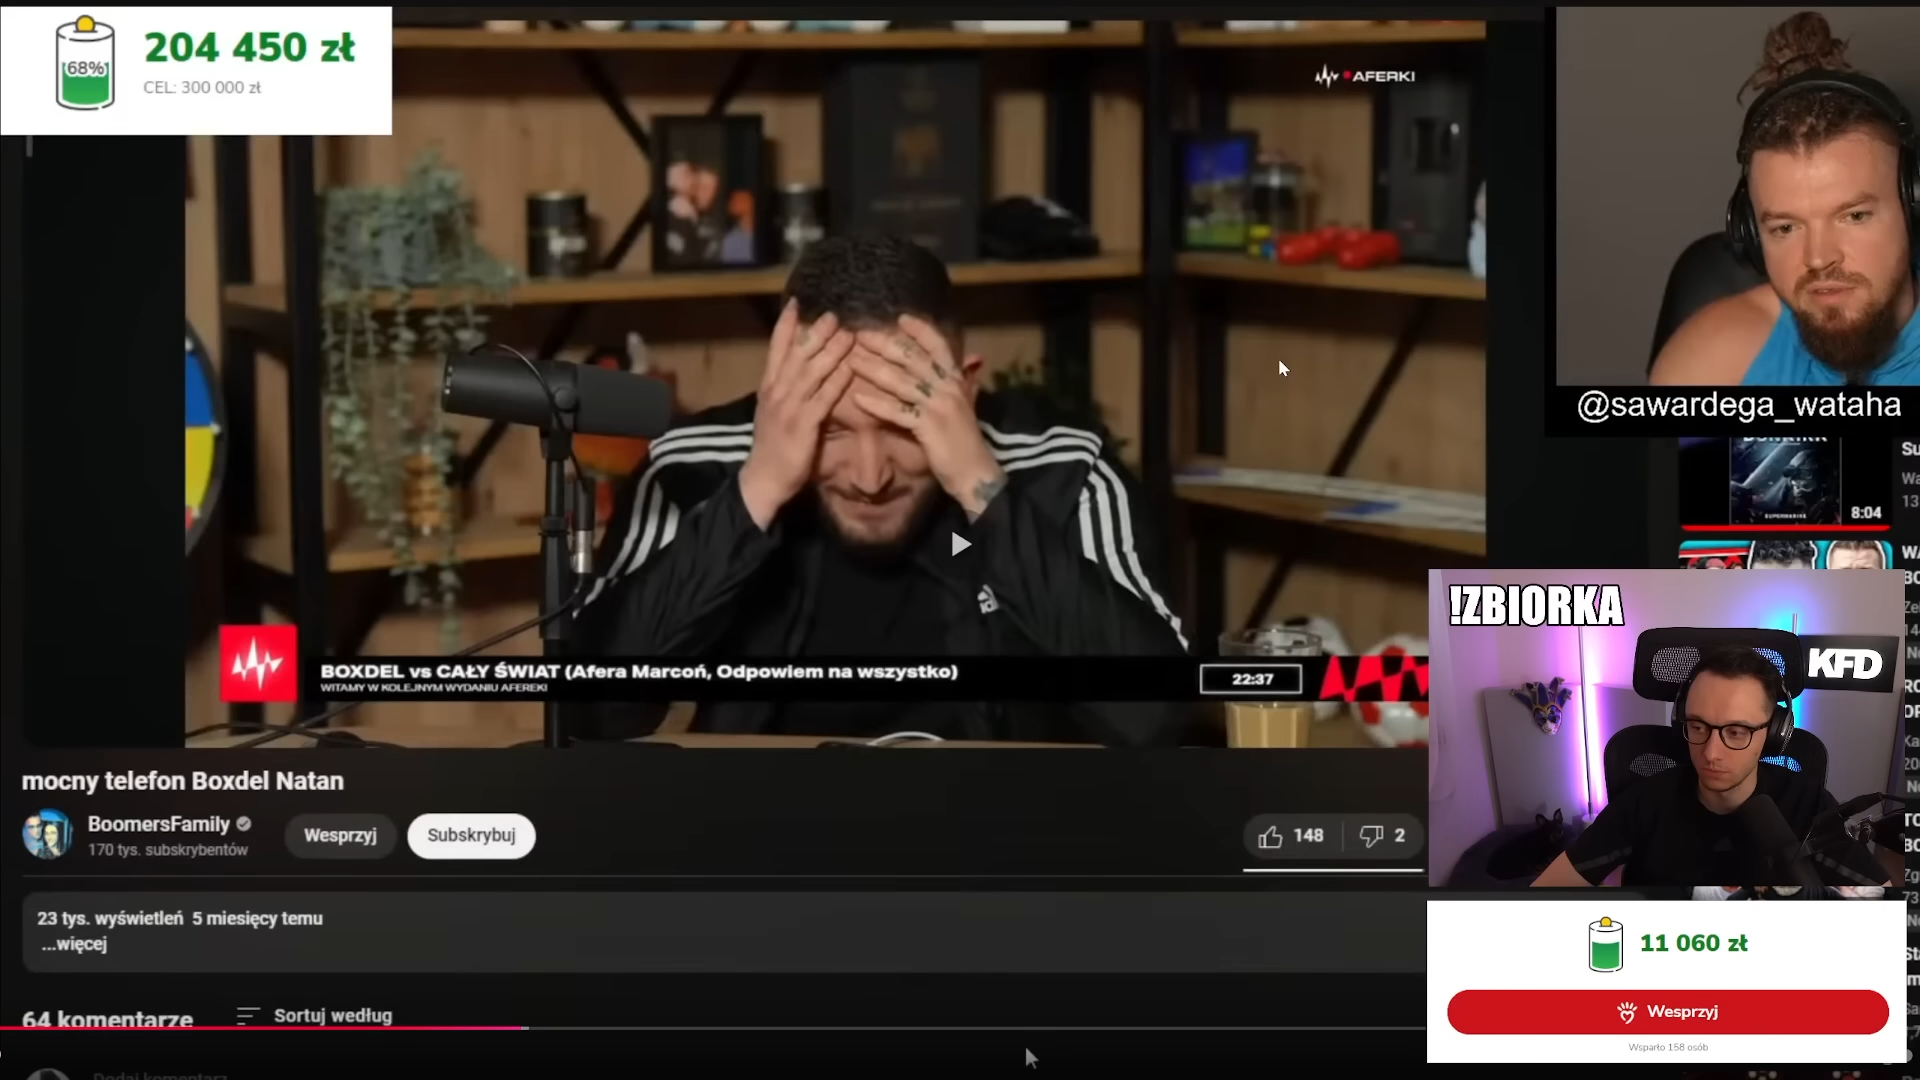 204 450 zł
68%
CEL: 300 000 zł
AFERKI
@sawardega_wataha
8:04
!ZBIORKA
KFD
BOXDEL vs CAŁY ŚWIAT (Afera Marcoń, Odpowiem na wszystko)
WITAMY W KOLEJNYM WYDANIU AFEREKI
22:37
mocny telefon Boxdel Natan
BoomersFamily
170 tys. subskrybentów
Wesprzyj
Subskrybuj
148
2
23 tys. wyświetleń 5 miesięcy temu
...więcej
11 060 zł
Wesprzyj
Wsparło 158 osób
64 komentarze
Sortuj według
Dodaj komentarz